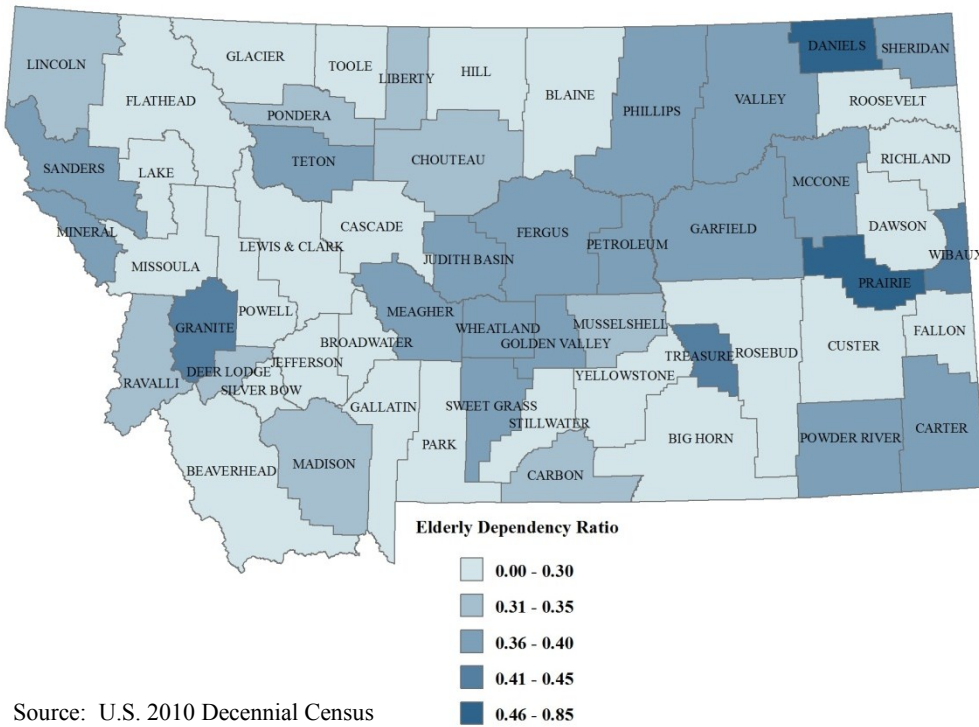 LINCOLN
GLACIER
TOOLE
LIBERTY
HILL
BLAINE
PHILLIPS
VALLEY
DANIELS
SHERIDAN
FLATHEAD
PONDERA
ROOSEVELT
SANDERS
LAKE
TETON
CHOUTEAU
RICHLAND
MCCONE
MINERAL
MISSOULA
LEWIS & CLARK
CASCADE
JUDITH BASIN
FERGUS
PETROLEUM
GARFIELD
DAWSON
WIBAUX
PRAIRIE
GRANITE
POWELL
MEAGHER
WHEATLAND
GOLDEN VALLEY
MUSSELSHELL
TREASURE
ROSEBUD
CUSTER
FALLON
RAVALLI
DEER LODGE
SILVER BOW
JEFFERSON
BROADWATER
GALLATIN
PARK
SWEET GRASS
STILLWATER
YELLOWSTONE
BIG HORN
POWDER RIVER
CARTER
BEAVERHEAD
MADISON
CARBON
Elderly Dependency Ratio
0.00 - 0.30
0.31 - 0.35
0.36 - 0.40
0.41 - 0.45
0.46 - 0.85
Source: U.S. 2010 Decennial Census